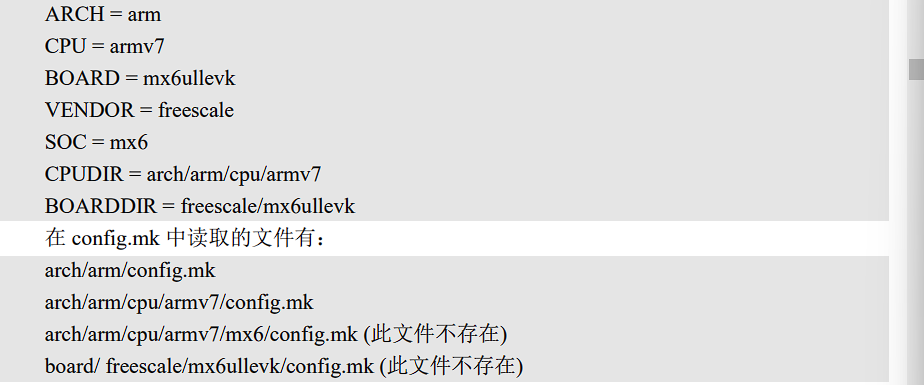 ARCH = arm
CPU = armv7
BOARD = mx6ullevk
VENDOR = freescale
SOC = mx6
CPUDIR = arch/arm/cpu/armv7
BOARDDIR = freescale/mx6ullevk
在 config.mk 中读取的文件有：
arch/arm/config.mk
arch/arm/cpu/armv7/config.mk
arch/arm/cpu/armv7/mx6/config.mk (此文件不存在)
board/ freescale/mx6ullevk/config.mk (此文件不存在)